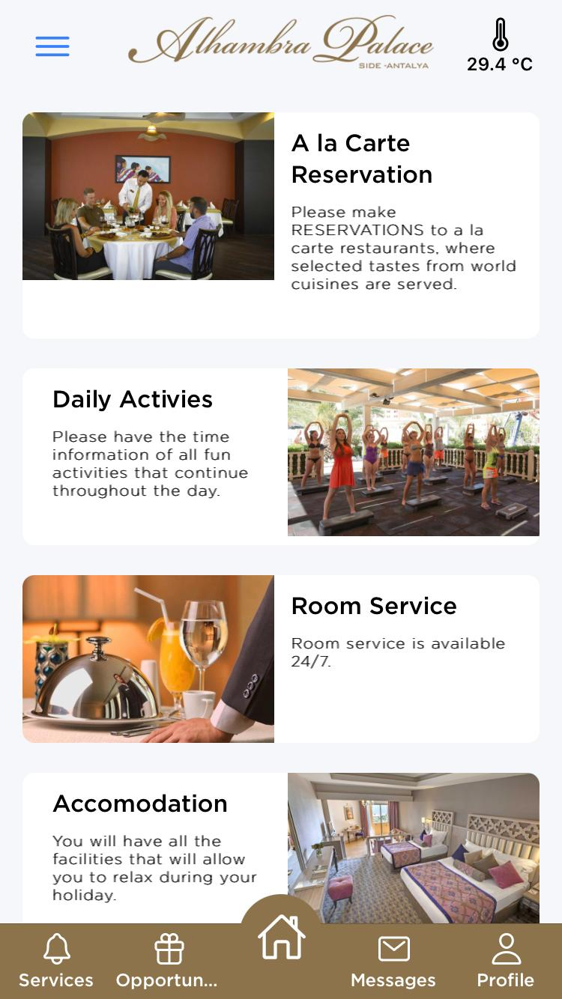 Alhambra Palace
SIDE -ANTALYA
29.4 °C
A la Carte
Reservation
Please make
RESERVATIONS to a la
carte restaurants, where
selected tastes from world
cuisines are served.
Daily Activies
Please have the time
information of all fun
activities that continue
throughout the day.
Room Service
Room service is available
24/7.
Accomodation
You will have all the
facilities that will allow
you to relax during your
holiday.
Services
Opportun...
Messages
Profile